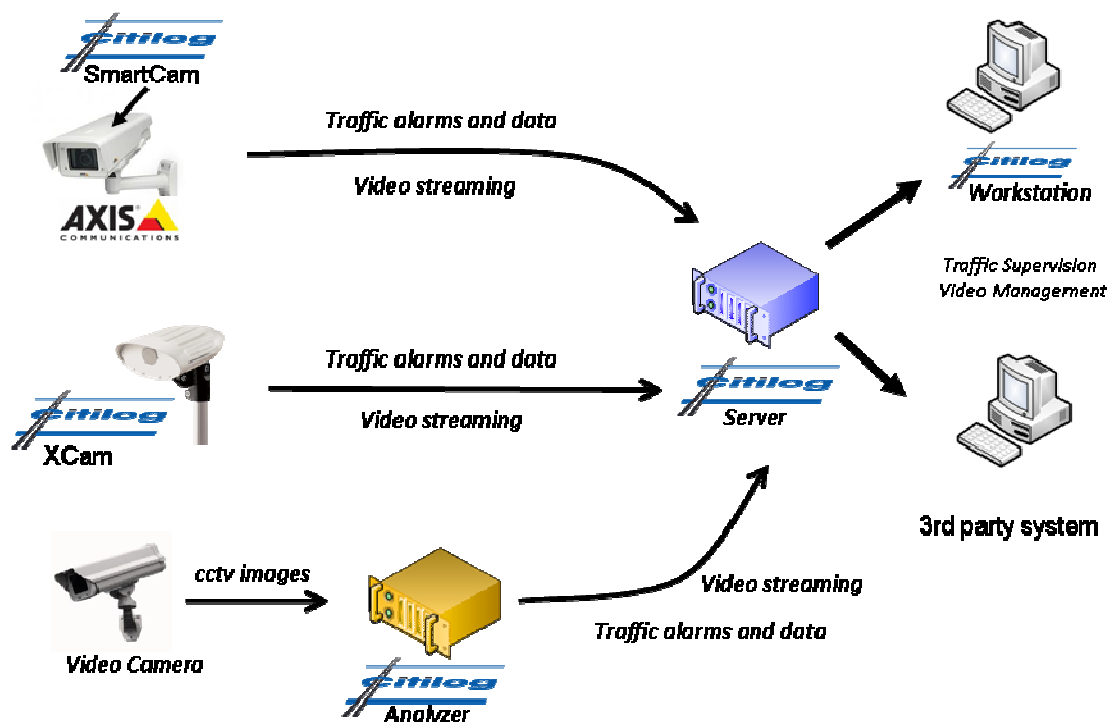 Citilog
SmartCam
AXIS
COMMUNICATIONS
Traffic alarms and data
Video streaming
Citilog
Workstation
Traffic Supervision
Video Management
Citilog
XCam
Traffic alarms and data
Video streaming
Citilog
Server
3rd party system
Video Camera
cctv images
Citilog
Analyzer
Video streaming
Traffic alarms and data